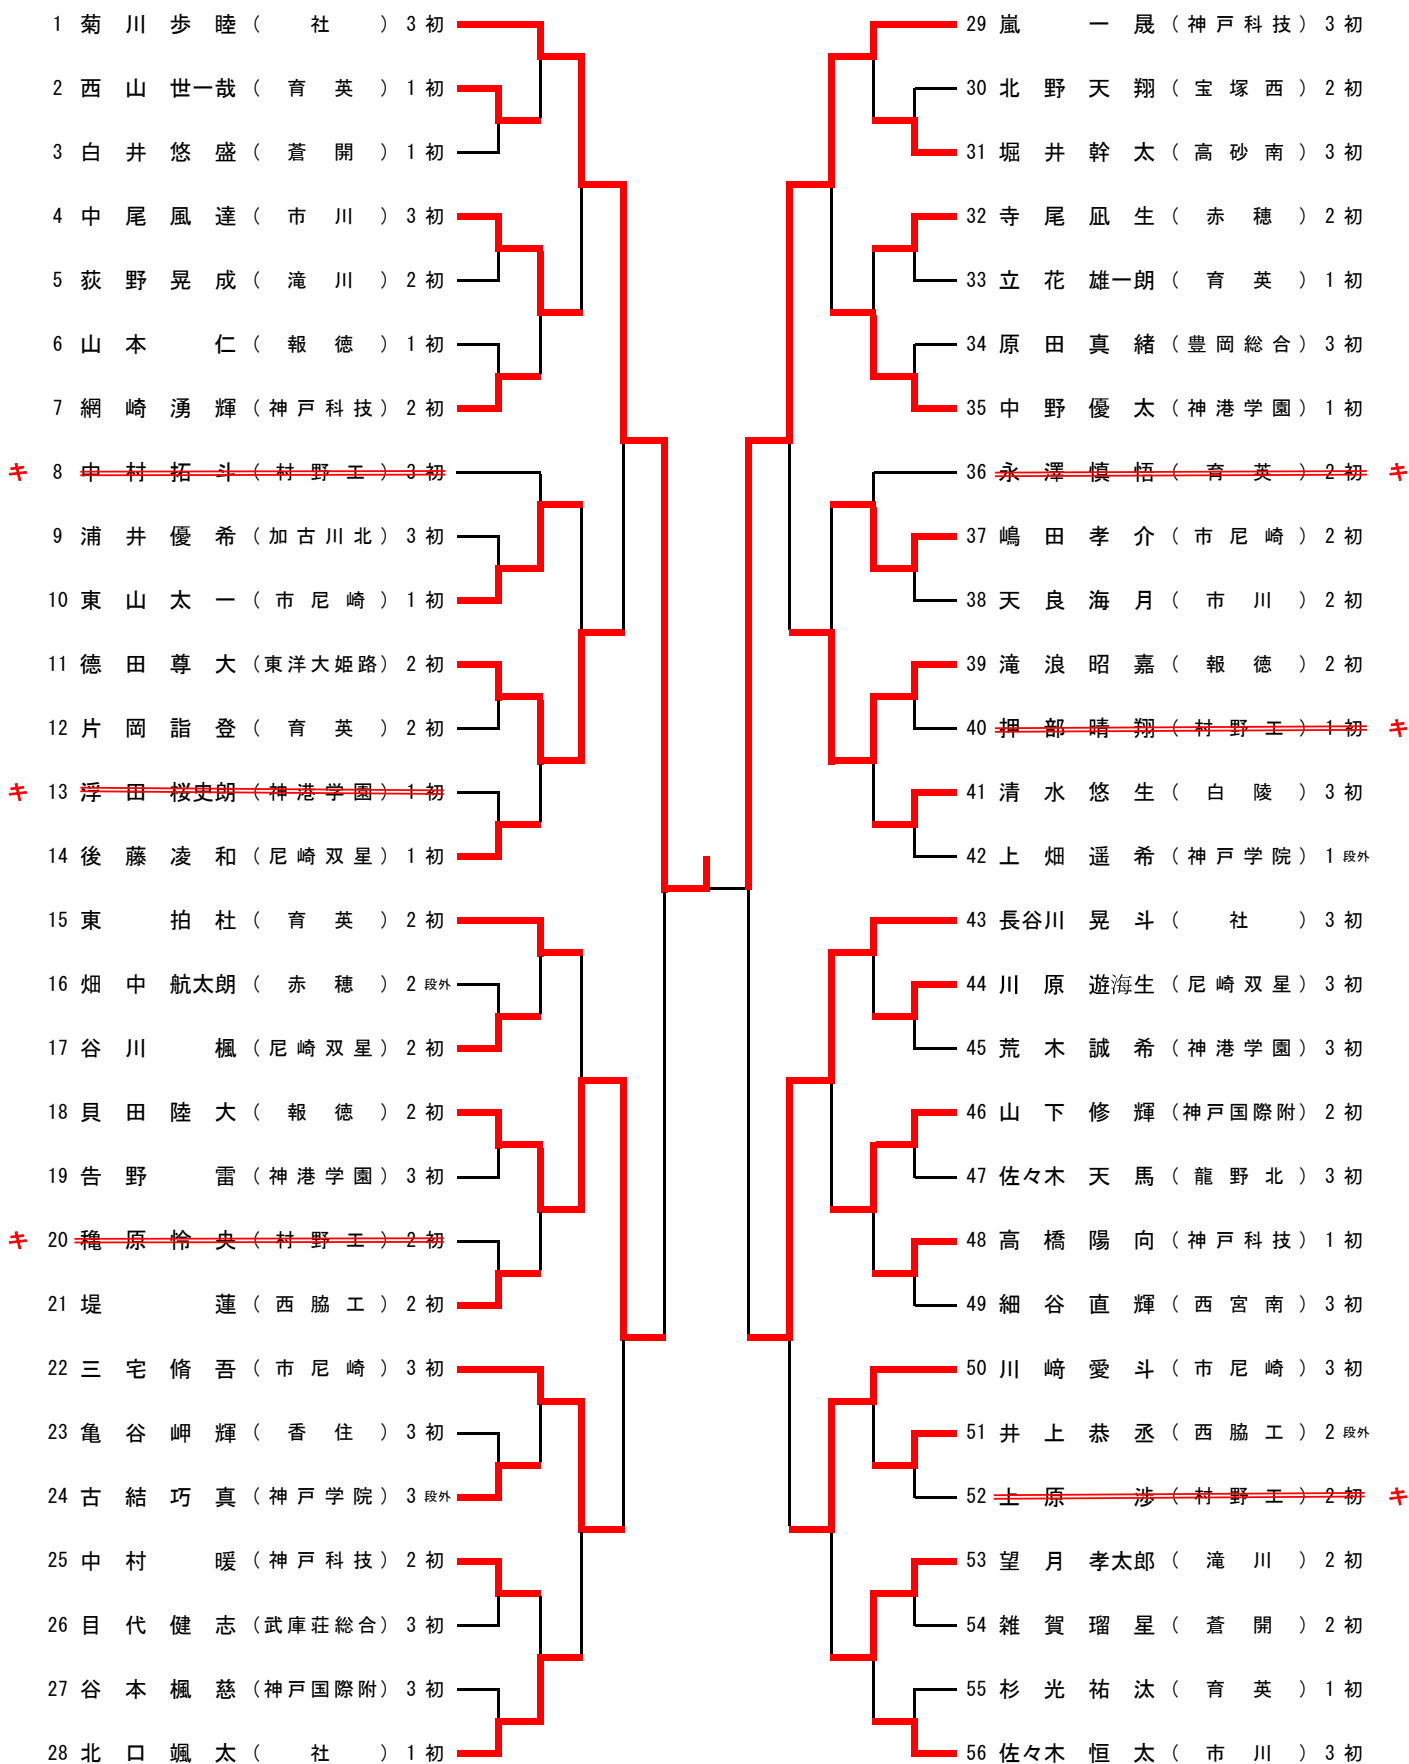 1 菊川歩睦 (社) 3 初
2 西山世一哉 (育英) 1 初
3 白井悠盛 (蒼開) 1 初
4 中尾風達 (市川) 3 初
5 荻野晃成 (滝川) 2 初
6 山本仁 (報徳) 1 初
7 網崎湧輝 (神戸科技) 2 初
キ 8 中村拓斗 (村野工) 3 初
9 浦井優希 (加古川北) 3 初
10 東山太一 (市尼崎) 1 初
11 德田尊大 (東洋大姫路) 2 初
12 片岡詣登 (育英) 2 初
キ 13 浮田桜史朗 (神港学園) 1 初
14 後藤凌和 (尼崎双星) 1 初
15 東拍杜 (育英) 2 初
16 畑中航太朗 (赤穂) 2 段外
17 谷川楓 (尼崎双星) 2 初
18 貝田陸大 (報徳) 2 初
19 告野雷 (神港学園) 3 初
キ 20 穐原怜央 (村野工) 2 初
21 堤蓮 (西脇工) 2 初
22 三宅脩吾 (市尼崎) 3 初
23 亀谷岬輝 (香住) 3 初
24 古結巧真 (神戸学院) 3 段外
25 中村暖 (神戸科技) 2 初
26 目代健志 (武庫荘総合) 3 初
27 谷本楓慈 (神戸国際附) 3 初
28 北口颯太 (社) 1 初
29 嵐一晟 (神戸科技) 3 初
30 北野天翔 (宝塚西) 2 初
31 堀井幹太 (高砂南) 3 初
32 寺尾凪生 (赤穂) 2 初
33 立花雄一朗 (育英) 1 初
34 原田真緒 (豊岡総合) 3 初
35 中野優太 (神港学園) 1 初
36 永澤慎悟 (育英) 2 初 キ
37 嶋田孝介 (市尼崎) 2 初
38 天良海月 (市川) 2 初
39 滝浪昭嘉 (報徳) 2 初
40 押部晴翔 (村野工) 1 初 キ
41 清水悠生 (白陵) 3 初
42 上畑遥希 (神戸学院) 1 段外
43 長谷川晃斗 (社) 3 初
44 川原遊海生 (尼崎双星) 3 初
45 荒木誠希 (神港学園) 3 初
46 山下修輝 (神戸国際附) 2 初
47 佐々木天馬 (龍野北) 3 初
48 高橋陽向 (神戸科技) 1 初
49 細谷直輝 (西宮南) 3 初
50 川﨑愛斗 (市尼崎) 3 初
51 井上恭丞 (西脇工) 2 段外
52 上原渉 (村野工) 2 初 キ
53 望月孝太郎 (滝川) 2 初
54 雑賀瑠星 (蒼開) 2 初
55 杉光祐汰 (育英) 1 初
56 佐々木恒太 (市川) 3 初